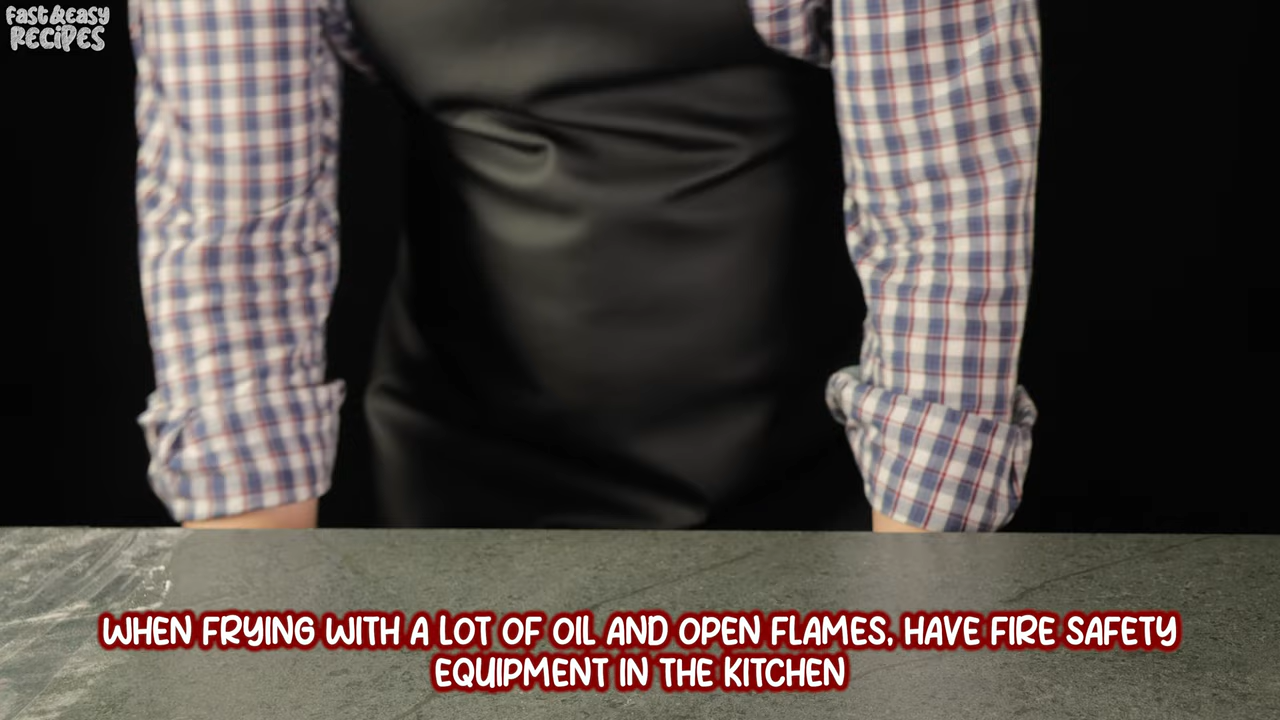 Fast&Easy
RECIPES
WHEN FRYING WITH A LOT OF OIL AND OPEN FLAMES, HAVE FIRE SAFETY
EQUIPMENT IN THE KITCHEN